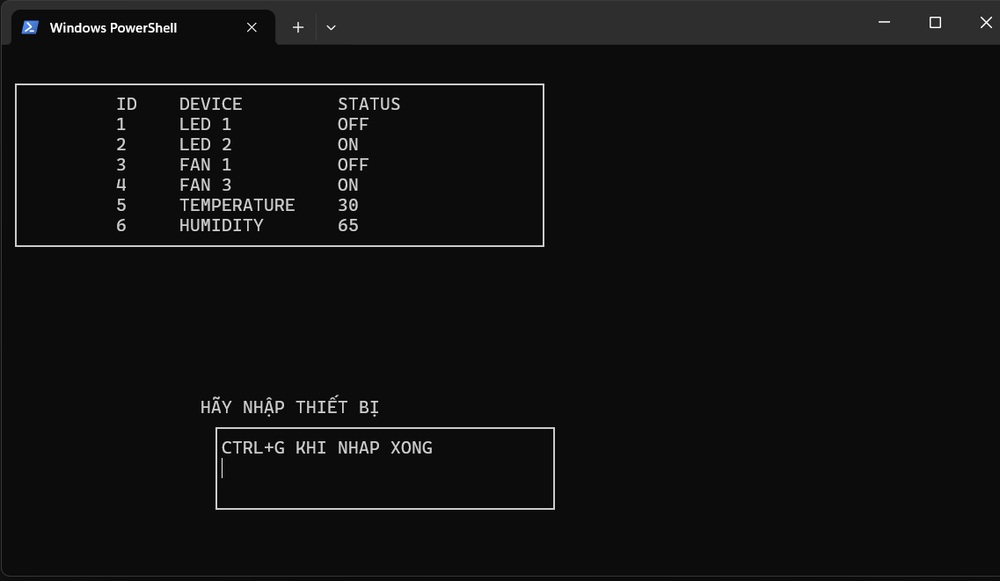 Windows PowerShell
ID DEVICE STATUS
1 LED 1 OFF
2 LED 2 ON
3 FAN 1 OFF
4 FAN 3 ON
5 TEMPERATURE 30
6 HUMIDITY 65
HÃY NHẬP THIẾT BỊ
CTRL+G KHI NHAP XONG